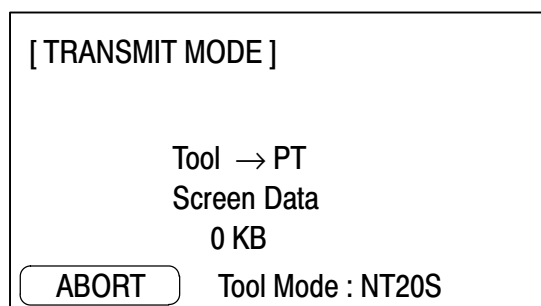 [ TRANSMIT MODE ]
Tool → PT
Screen Data
0 KB
ABORT Tool Mode : NT20S